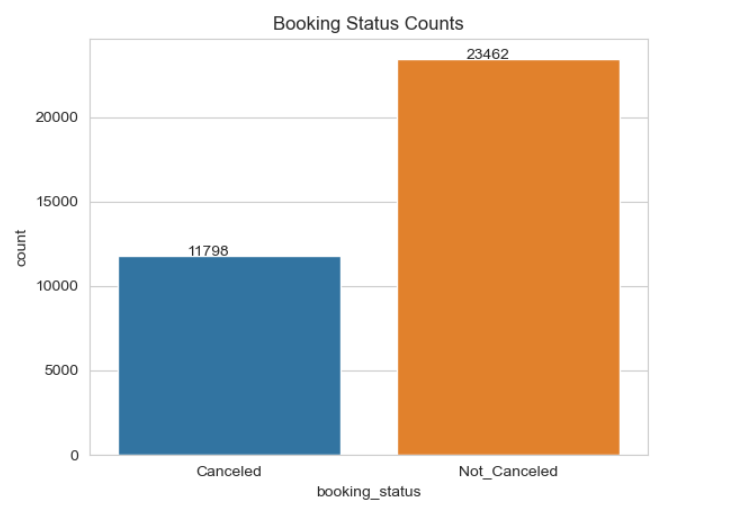 Booking Status Counts
23462
20000
15000
11798
10000
5000
0
count
Canceled
Not_Canceled
booking_status